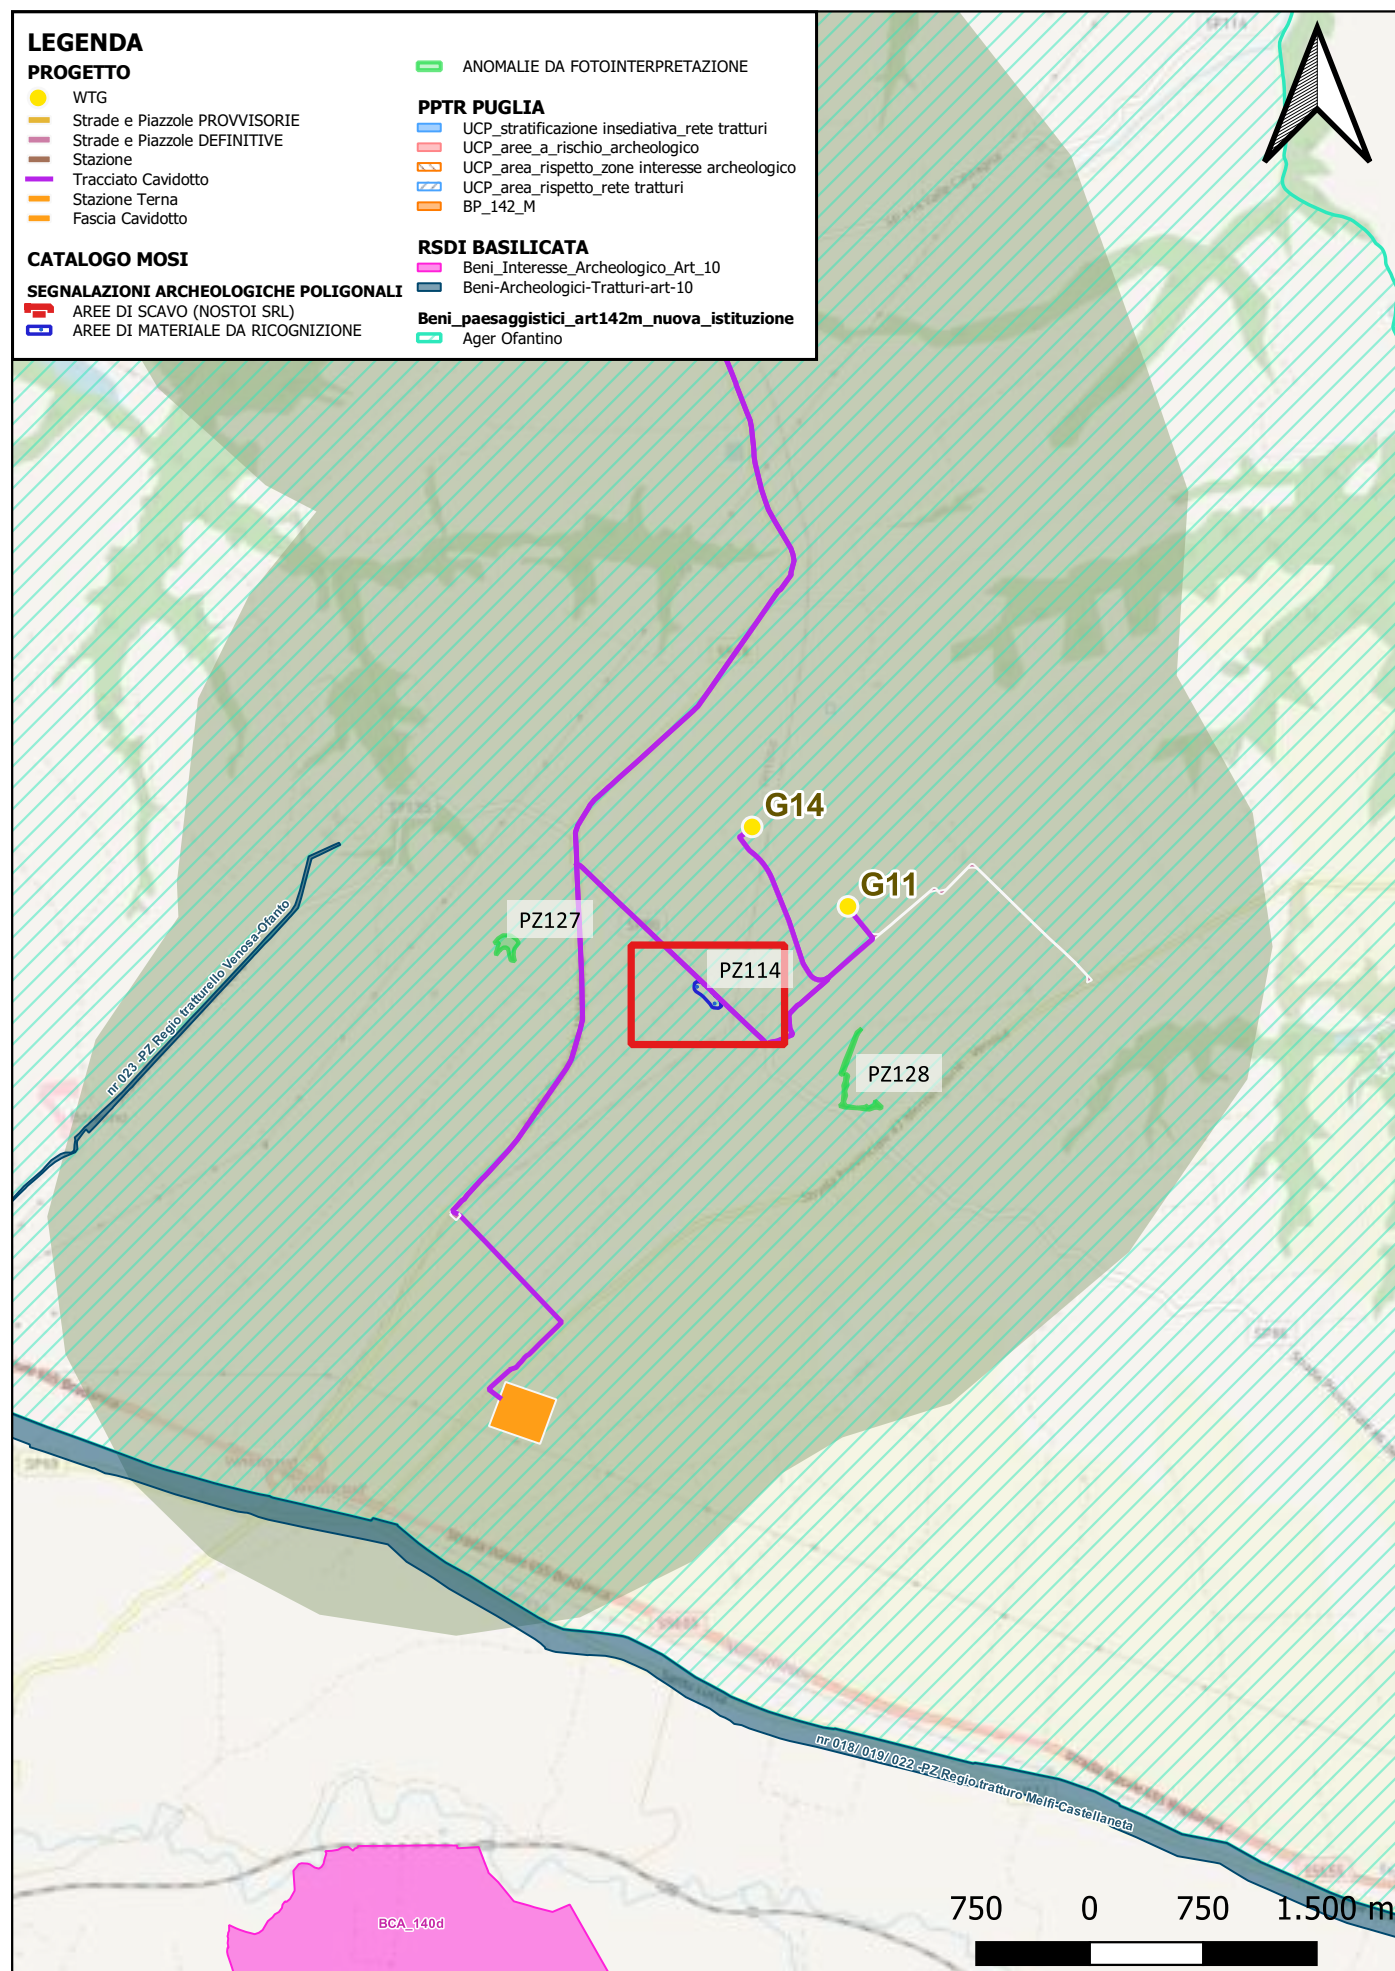 LEGENDA
PROGETTO
WTG
Strade e Piazzole PROVVISORIE
Strade e Piazzole DEFINITIVE
Stazione
Tracciato Cavidotto
Stazione Terna
Fascia Cavidotto
CATALOGO MOSI
SEGNALAZIONI ARCHEOLOGICHE POLIGONALI
AREE DI SCAVO (NOSTOI SRL)
AREE DI MATERIALE DA RICOGNIZIONE
ANOMALIE DA FOTOINTERPRETAZIONE
PPTR PUGLIA
UCP_stratificazione insediativa_rete tratturi
UCP_aree_a_rischio_archeologico
UCP_area_rispetto_zone interesse archeologico
UCP_area_rispetto_rete tratturi
BP_142_M
RSDI BASILICATA
Beni_Interesse_Archeologico_Art_10
Beni-Archeologici-Tratturi-art-10
Beni_paesaggistici_art142m_nuova_istituzione
Ager Ofantino
G14
G11
PZ127
PZ114
PZ128
nr 023 -PZ Regio tratturello Venosa-Ofanto
nr 018/ 019/ 022 -PZ Regio tratturo Melfi-Castellaneta
BCA_140d
750 0 750 1.500 m